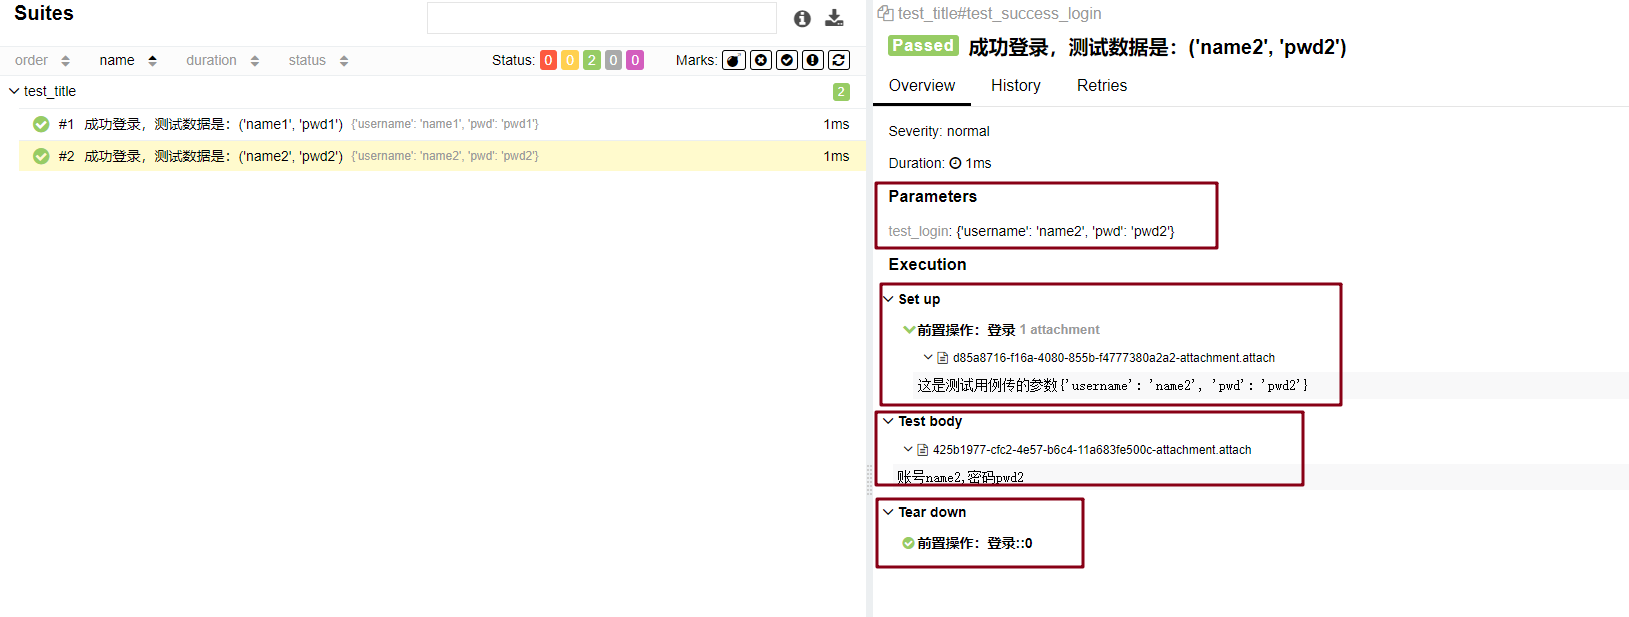 Suites
order name duration status Status: 0 0 2 0 0 Marks:
test_title 2
#1 成功登录，测试数据是：('name1', 'pwd1') {'username': 'name1', 'pwd': 'pwd1'} 1ms
#2 成功登录，测试数据是：('name2', 'pwd2') {'username': 'name2', 'pwd': 'pwd2'} 1ms
test_title#test_success_login
Passed 成功登录，测试数据是：('name2', 'pwd2')
Overview History Retries
Severity: normal
Duration: 1ms
Parameters
test_login: {'username': 'name2', 'pwd': 'pwd2'}
Execution
Set up
前置操作：登录 1 attachment
d85a8716-f16a-4080-855b-f4777380a2a2-attachment.attach
这是测试用例传的参数{'username': 'name2', 'pwd': 'pwd2'}
Test body
425b1977-cfc2-4e57-b6c4-11a683fe500c-attachment.attach
账号name2,密码pwd2
Tear down
前置操作：登录::0